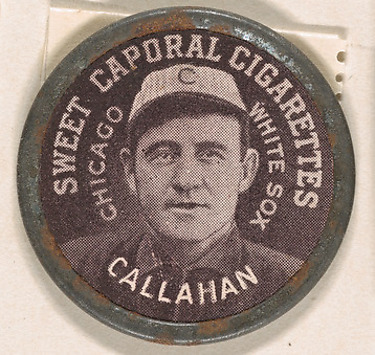 SWEET CAPORAL CIGARETTES
CHICAGO
WHITE SOX
C
CALLAHAN